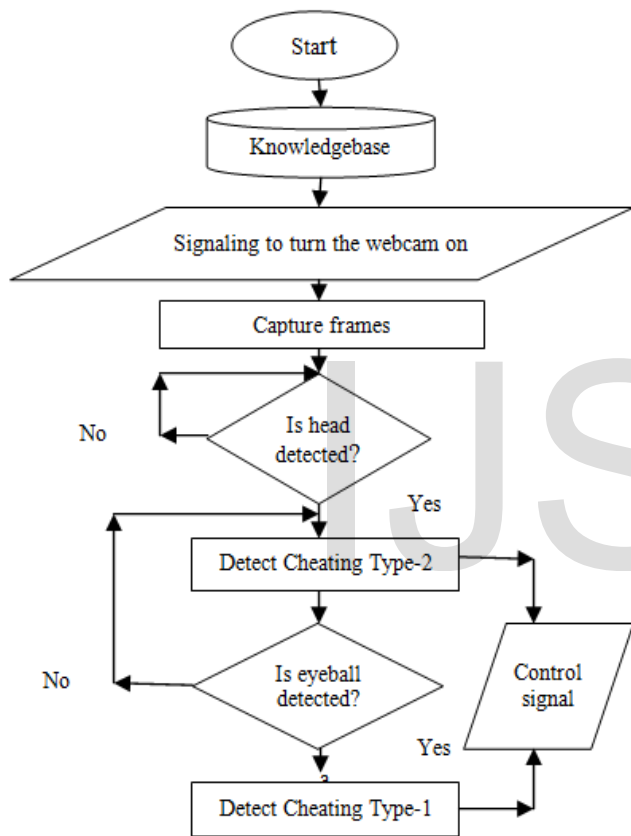 Start
Knowledgebase
Signaling to turn the webcam on
Capture frames
Is head
detected?
No
Yes
Detect Cheating Type-2
Is eyeball
detected?
No
Control
signal
Yes
a
Detect Cheating Type-1
IJS